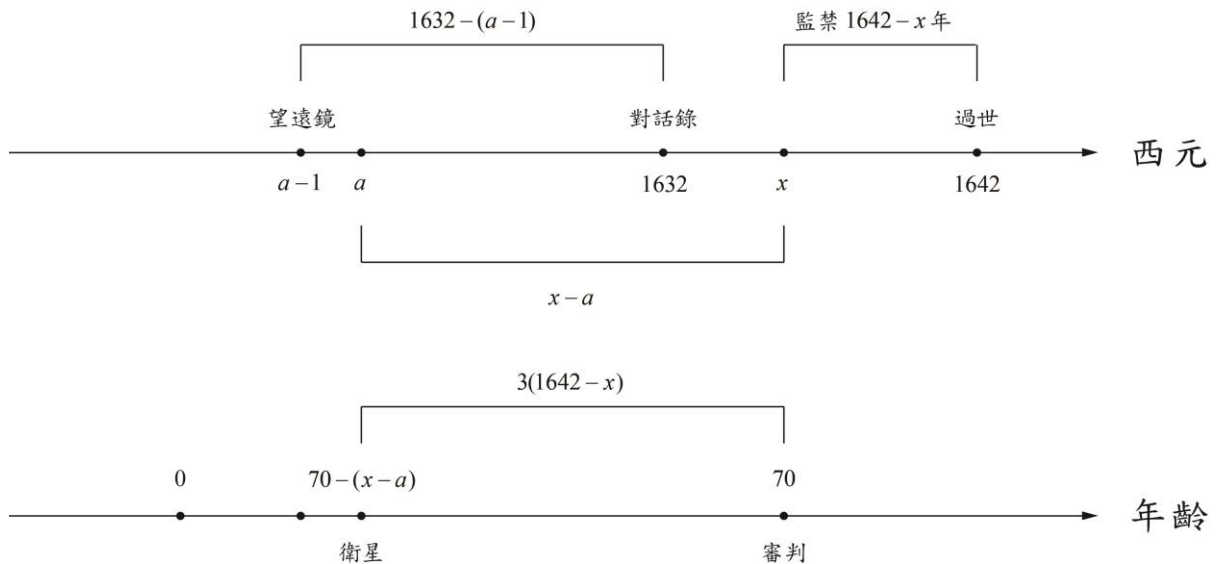 1632 – (a – 1)
監禁 1642 – x 年
望遠鏡
對話錄
過世
西元
a – 1
a
1632
x
1642
x – a
3(1642 – x)
0
70 – (x – a)
70
年齡
衛星
審判